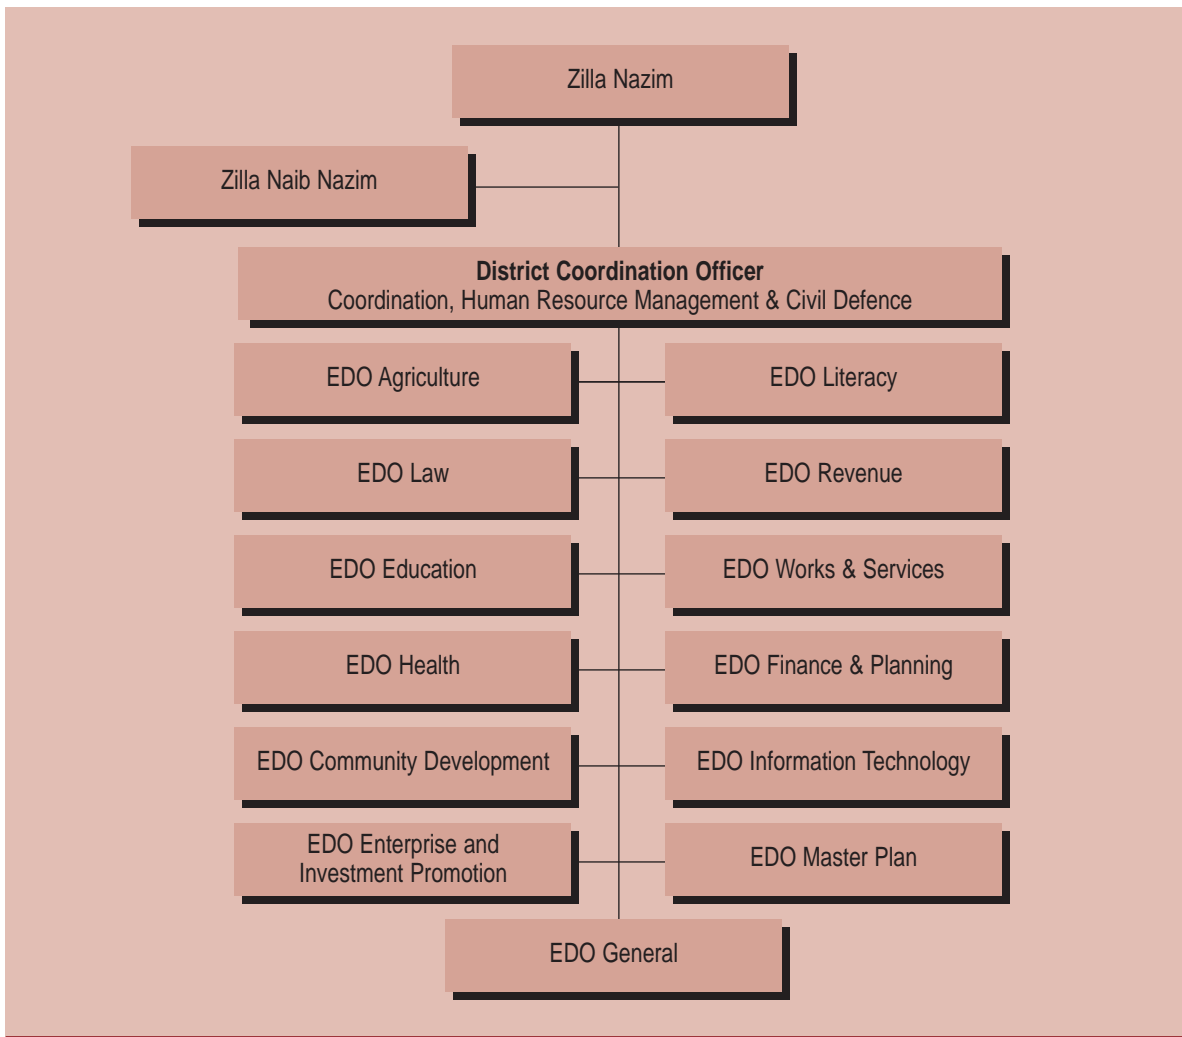 Zilla Nazim
Zilla Naib Nazim
District Coordination Officer
Coordination, Human Resource Management & Civil Defence
EDO Agriculture
EDO Literacy
EDO Law
EDO Revenue
EDO Education
EDO Works & Services
EDO Health
EDO Finance & Planning
EDO Community Development
EDO Information Technology
EDO Enterprise and
Investment Promotion
EDO Master Plan
EDO General